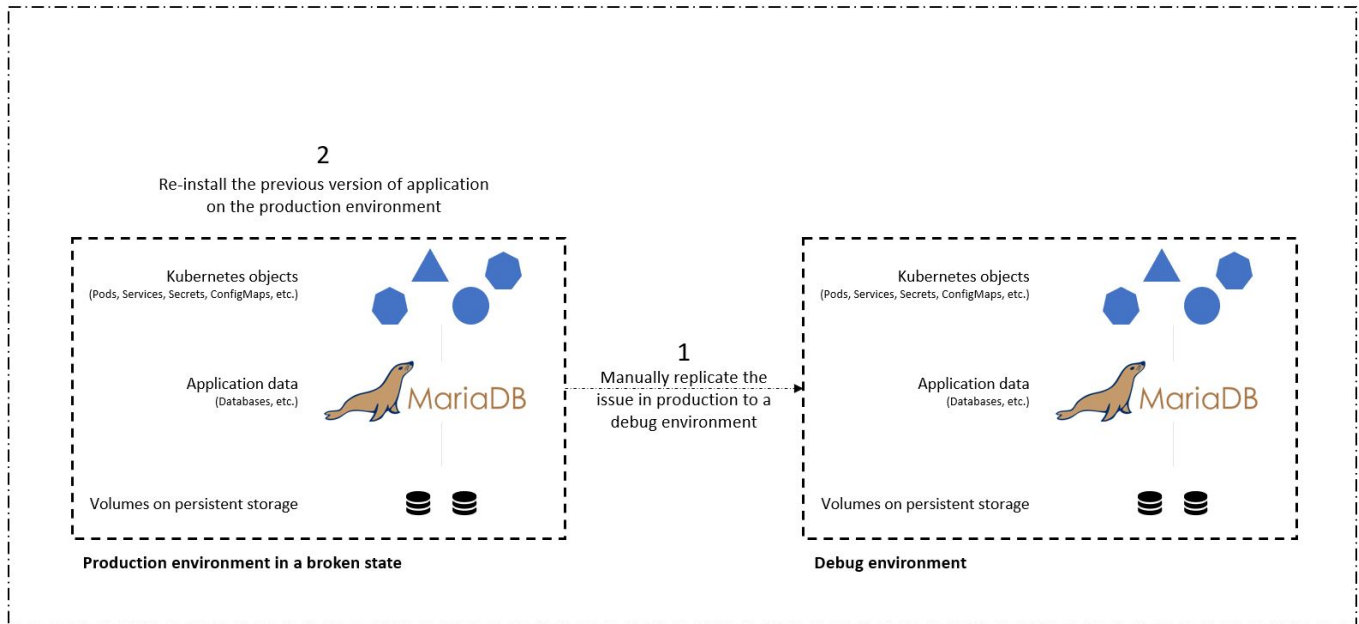 2
Re-install the previous version of application
on the production environment
Kubernetes objects
(Pods, Services, Secrets, ConfigMaps, etc.)
Application data
(Databases, etc.)
MariaDB
Volumes on persistent storage
Production environment in a broken state
1
Manually replicate the
issue in production to a
debug environment
Kubernetes objects
(Pods, Services, Secrets, ConfigMaps, etc.)
Application data
(Databases, etc.)
MariaDB
Volumes on persistent storage
Debug environment